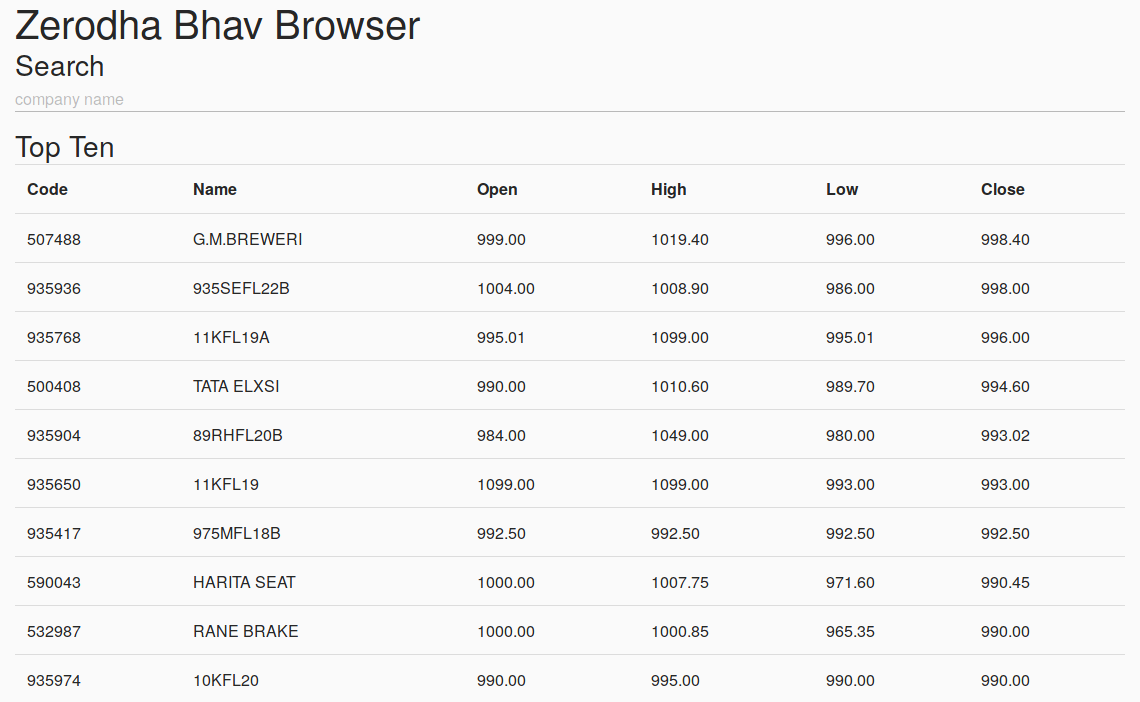 Zerodha Bhav Browser
Search
company name
Top Ten
Code Name Open High Low Close
507488 G.M.BREWERI 999.00 1019.40 996.00 998.40
935936 935SEFL22B 1004.00 1008.90 986.00 998.00
935768 11KFL19A 995.01 1099.00 995.01 996.00
500408 TATA ELXSI 990.00 1010.60 989.70 994.60
935904 89RHFL20B 984.00 1049.00 980.00 993.02
935650 11KFL19 1099.00 1099.00 993.00 993.00
935417 975MFL18B 992.50 992.50 992.50 992.50
590043 HARITA SEAT 1000.00 1007.75 971.60 990.45
532987 RANE BRAKE 1000.00 1000.85 965.35 990.00
935974 10KFL20 990.00 995.00 990.00 990.00